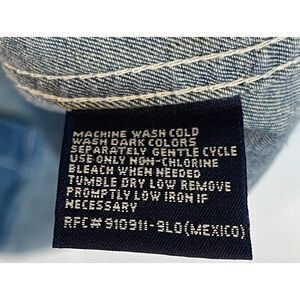 MACHINE WASH COLD
WASH DARK COLORS
SEPARATELY GENTLE CYCLE
USE ONLY NON-CHLORINE
BLEACH WHEN NEEDED
TUMBLE DRY LOW REMOVE
PROMPTLY LOW IRON IF
NECESSARY
RFC#910911-9L0(MEXICO)